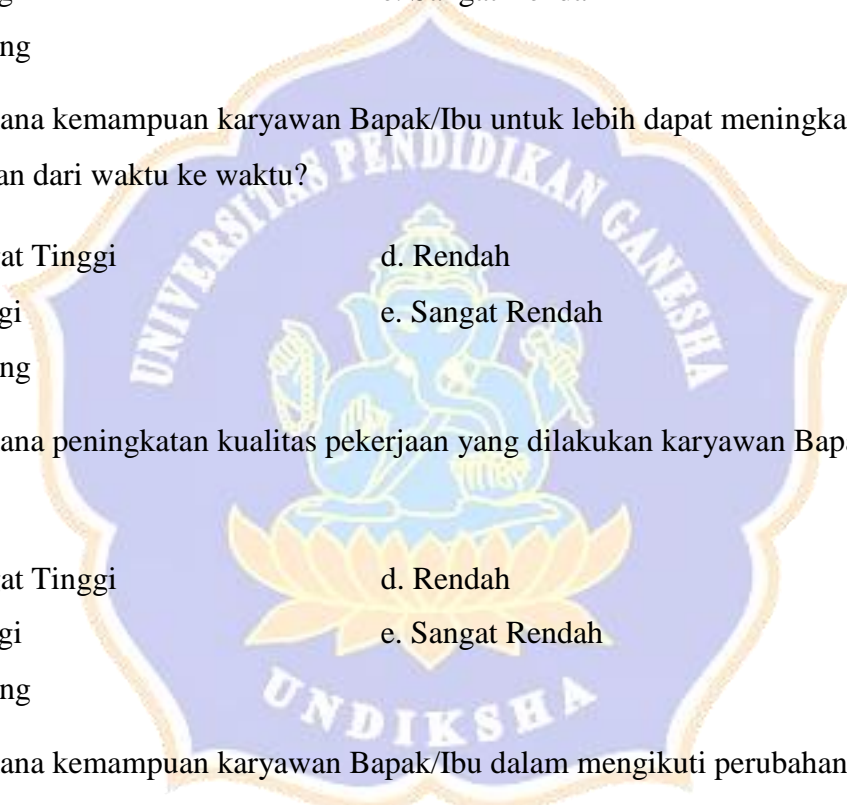 ng
ana kemampuan karyawan Bapak/Ibu untuk lebih dapat meningka
an dari waktu ke waktu?
UNIVERSITAS PENDIDIKAN GANESHA
at Tinggi d. Rendah
gi e. Sangat Rendah
ng
ana peningkatan kualitas pekerjaan yang dilakukan karyawan Bapa
at Tinggi d. Rendah
gi e. Sangat Rendah
ng
UNDIKSHA
ana kemampuan karyawan Bapak/Ibu dalam mengikuti perubahan